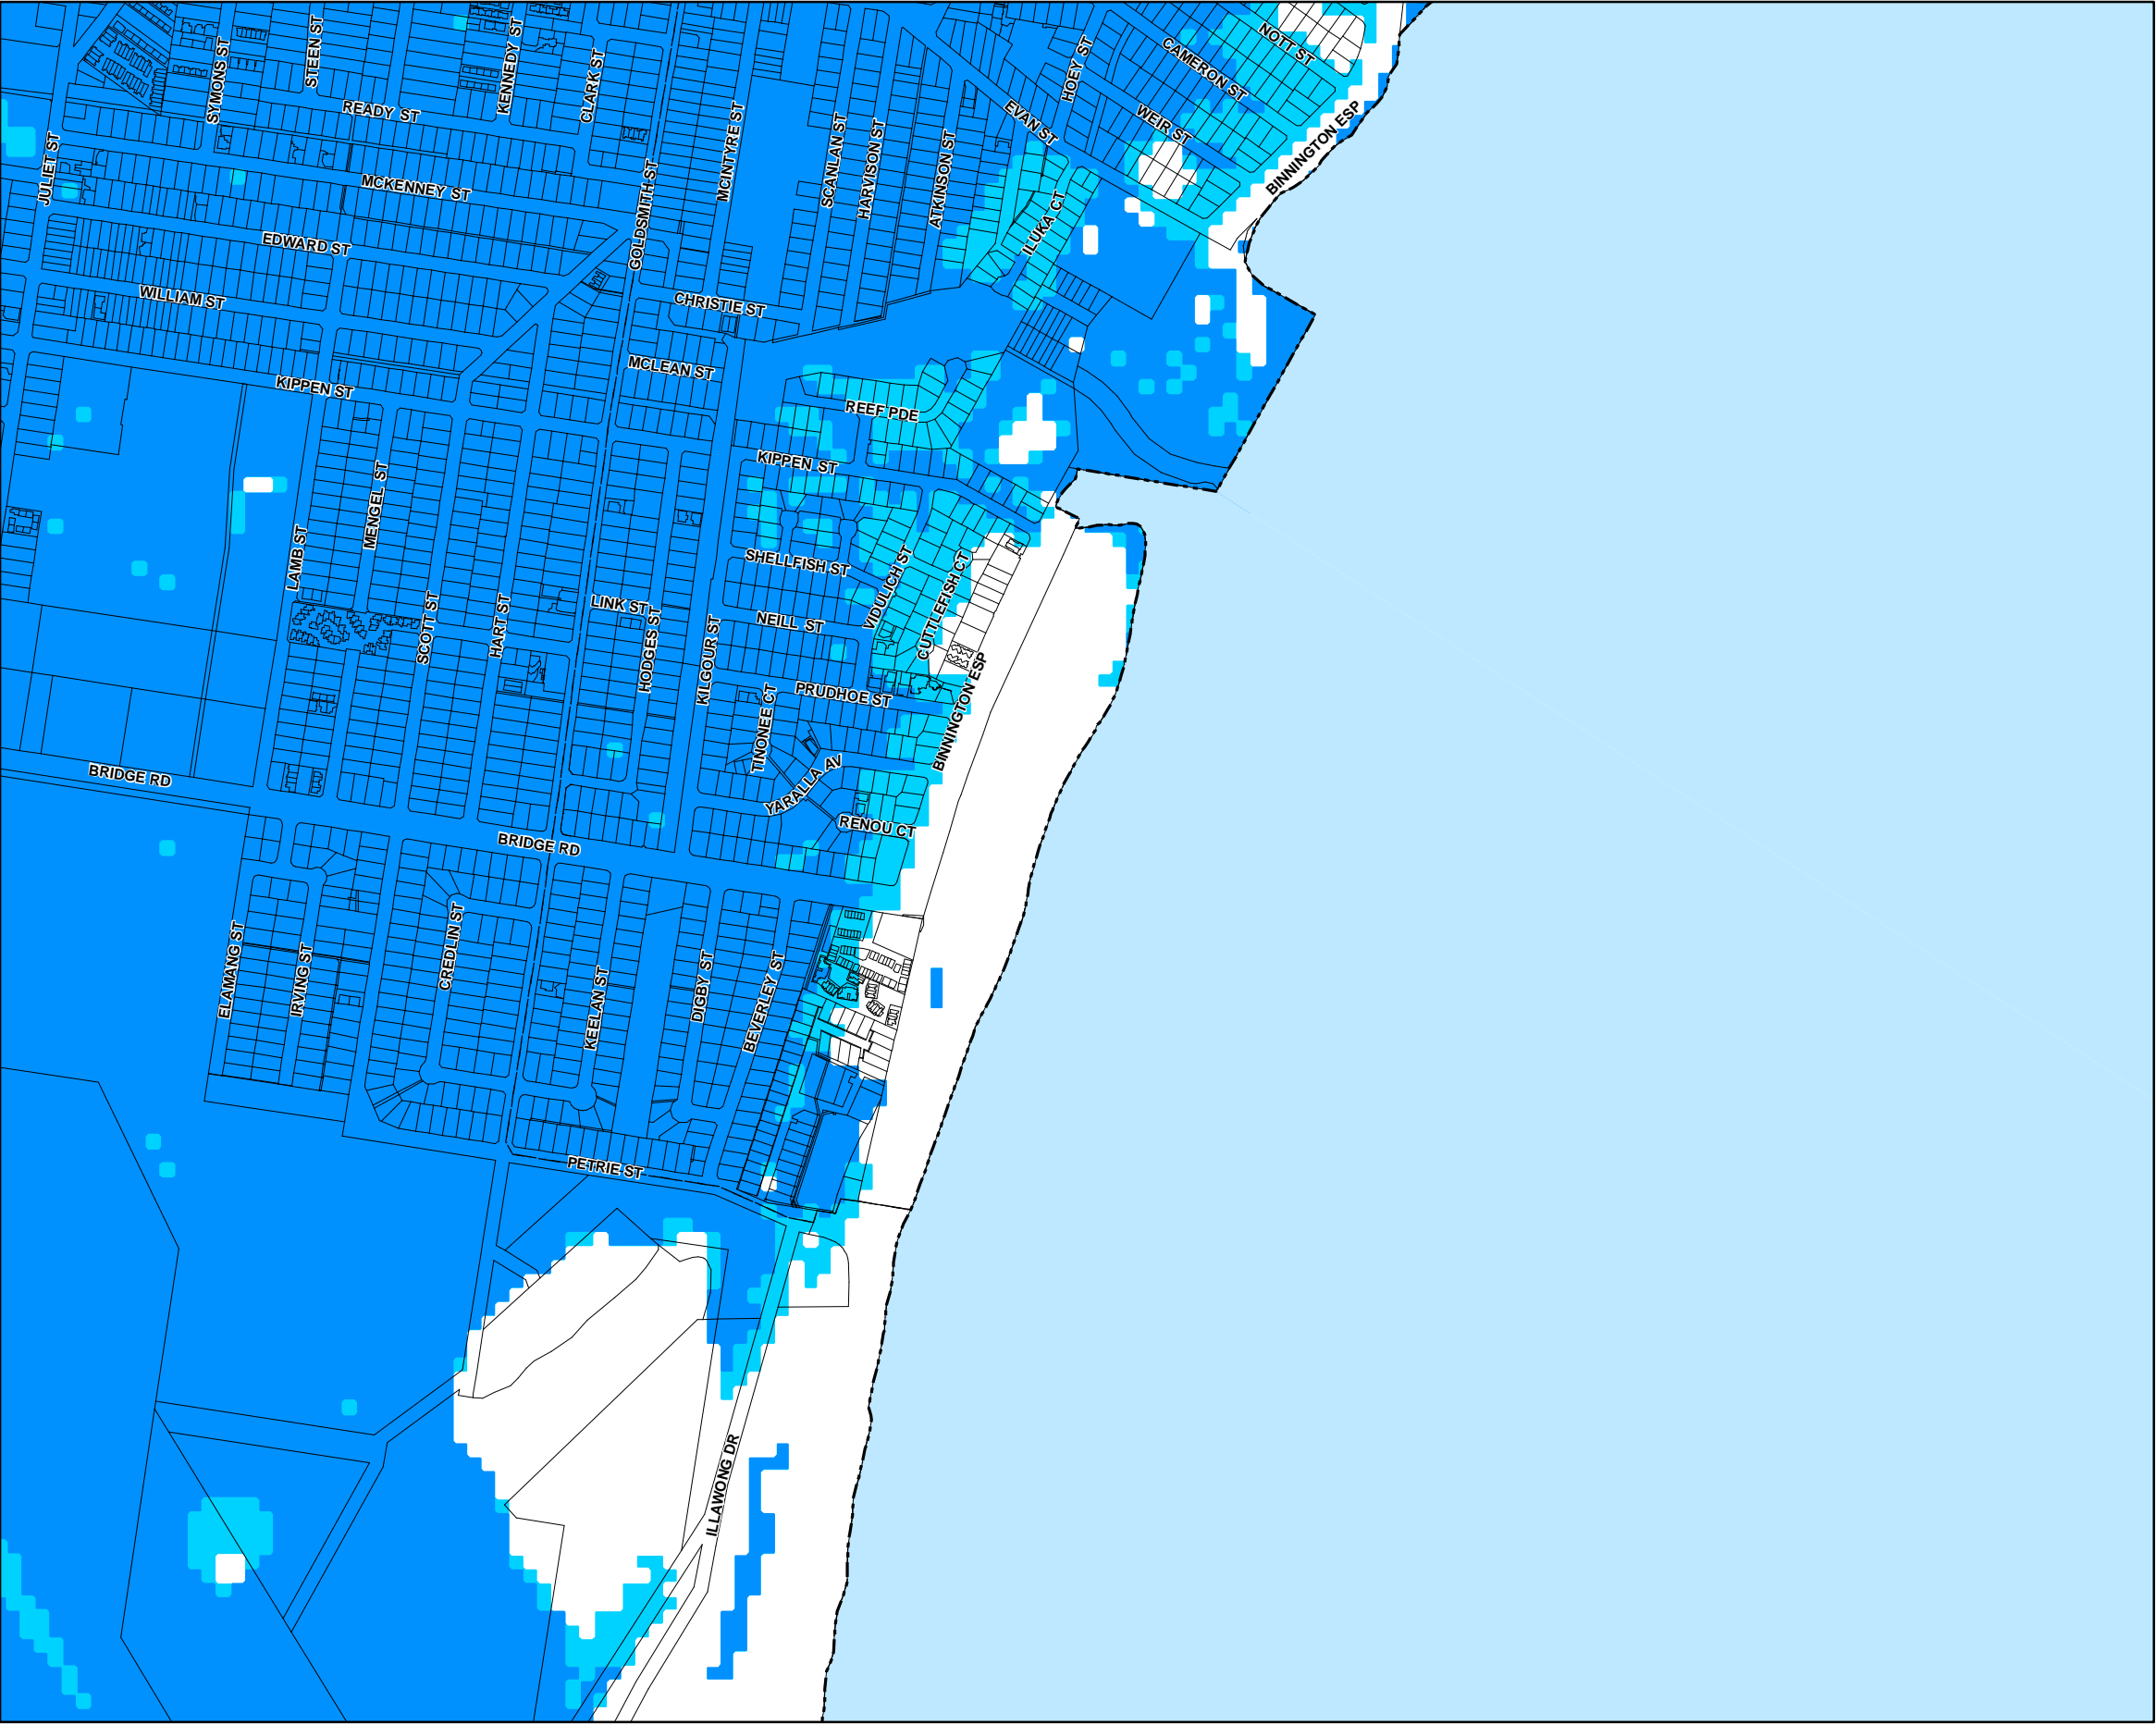 NOTT ST
CAMERON ST
STEEN ST
KENNEDY ST
SYMONS ST
CLARK ST
HOEY ST
READY ST
EVAN ST
WEIR ST
BINNINGTON ESP
JULIET ST
MCINTYRE ST
SCANLAN ST
HARVISON ST
ATKINSON ST
MCKENNEY ST
GOLDSMITH ST
ILUKA CT
EDWARD ST
WILLIAM ST
CHRISTIE ST
MCLEAN ST
KIPPEN ST
REEF PDE
KIPPEN ST
MENGEL ST
LAMB ST
SHELLFISH ST
VIDULICH ST
CUTTLEFISH CT
LINK ST
SCOTT ST
HART ST
HODGES ST
NEILL ST
KILGOUR ST
PRUDHOE ST
BINNINGTON ESP
TINONEE CT
BRIDGE RD
YARALLA AV
RENOU CT
BRIDGE RD
ELAMANG ST
IRVING ST
CREDLIN ST
KEELAN ST
DIGBY ST
BEVERLEY ST
PETRIE ST
ILLAWONG DR